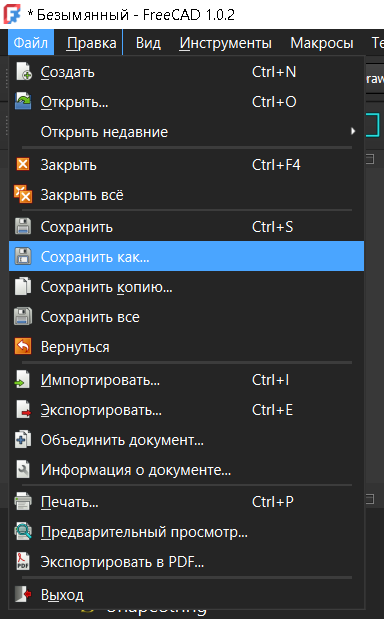 * Безымянный - FreeCAD 1.0.2
Файл Правка Вид Инструменты Макросы
Создать Ctrl+N
Открыть... Ctrl+O
Открыть недавние
Закрыть Ctrl+F4
Закрыть всё
Сохранить Ctrl+S
Сохранить как...
Сохранить копию...
Сохранить все
Вернуться
Импортировать... Ctrl+I
Экспортировать... Ctrl+E
Объединить документ...
Информация о документе...
Печать... Ctrl+P
Предварительный просмотр...
Экспортировать в PDF...
Выход